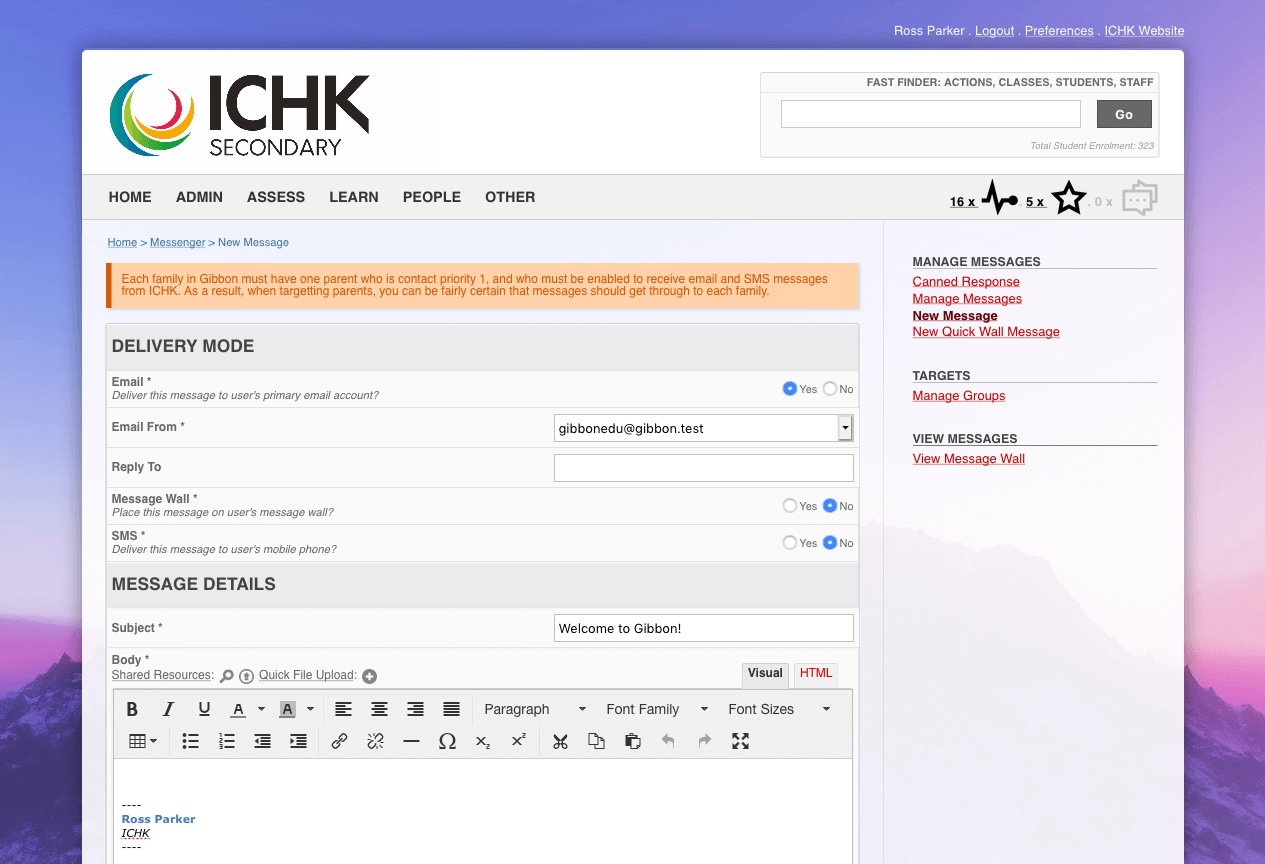 Ross Parker . Logout . Preferences . ICHK Website
ICHK
SECONDARY
FAST FINDER: ACTIONS, CLASSES, STUDENTS, STAFF
Go
Total Student Enrolment: 323
HOME ADMIN ASSESS LEARN PEOPLE OTHER
16 x . 5 x . 0 x
Home > Messenger > New Message
Each family in Gibbon must have one parent who is contact priority 1, and who must be enabled to receive email and SMS messages
from ICHK. As a result, when targetting parents, you can be fairly certain that messages should get through to each family.
DELIVERY MODE
Email *
Deliver this message to user's primary email account?
Yes No
Email From *
gibbonedu@gibbon.test
Reply To
Message Wall *
Place this message on user's message wall?
Yes No
SMS *
Deliver this message to user's mobile phone?
Yes No
MESSAGE DETAILS
Subject *
Welcome to Gibbon!
Body *
Shared Resources: Quick File Upload:
Visual HTML
B I U A A Paragraph Font Family Font Sizes
Ω x₂ x²
----
Ross Parker
ICHK
----
MANAGE MESSAGES
Canned Response
Manage Messages
New Message
New Quick Wall Message
TARGETS
Manage Groups
VIEW MESSAGES
View Message Wall